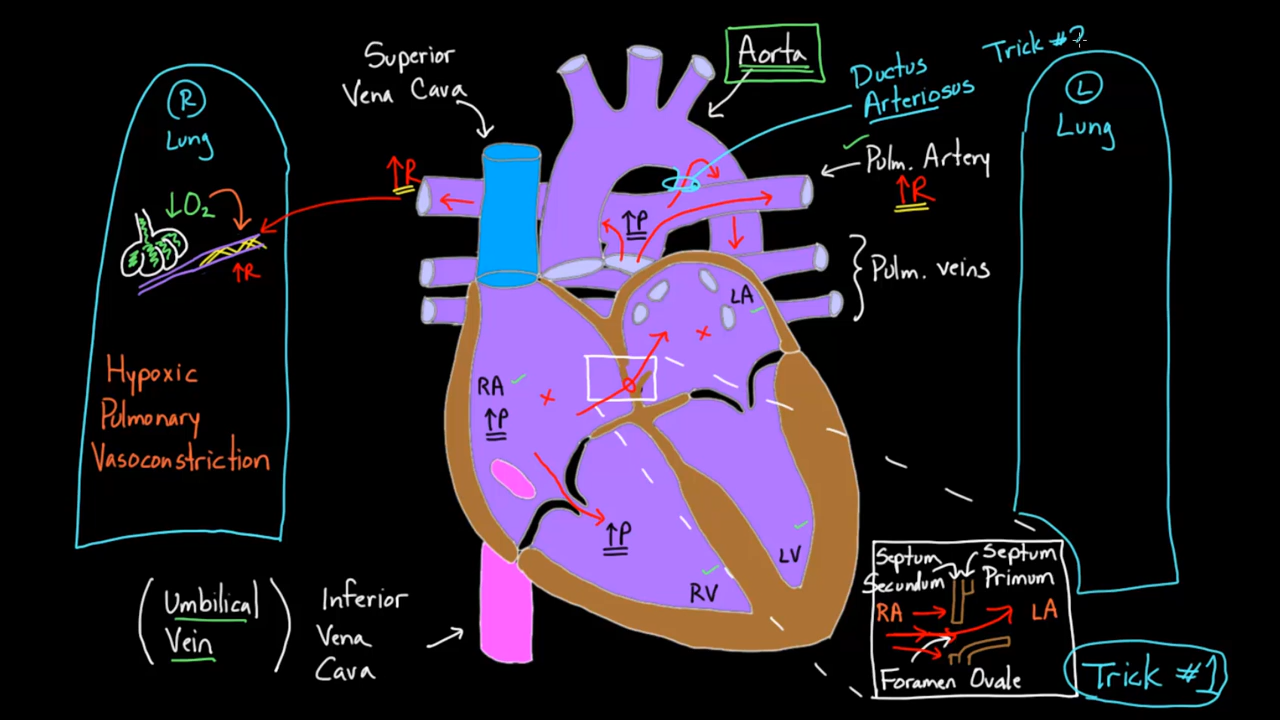 Superior
Vena Cava
Aorta
Ductus
Arteriosus
Trick #2
R
Lung
L
Lung
↑R
Pulm. Artery
↑R
↓O₂
↑R
↑P
Pulm. veins
LA
Hypoxic
Pulmonary
Vasoconstriction
RA
↑P
↑P
LV
RV
(Umbilical
Vein)
Inferior
Vena
Cava
Septum
Secundum
Septum
Primum
RA
LA
Foramen Ovale
Trick #1